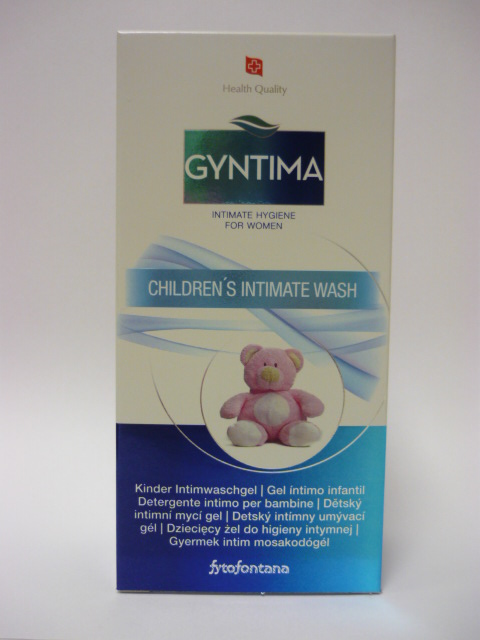 Health Quality
GYNTIMA
INTIMATE HYGIENE
FOR WOMEN
CHILDREN´S INTIMATE WASH
Kinder Intimwaschgel | Gel íntimo infantil
Detergente intimo per bambine | Dětský
intimní mycí gel | Detský intímny umývací
gél | Dziecięcy żel do higieny intymnej |
Gyermek intim mosakodógél
fytofontana